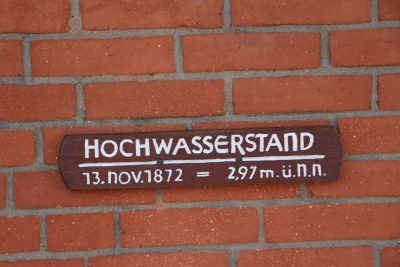 HOCHWASSERSTAND
13.NOV.1872 = 2,97 m.ü.N.N.